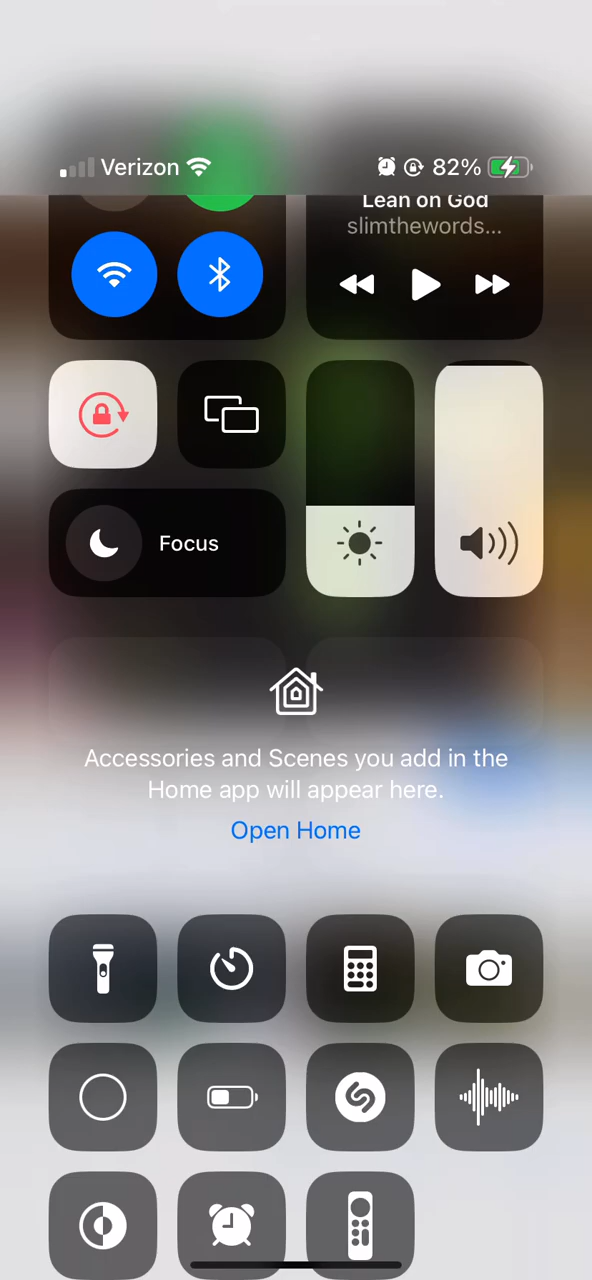 Verizon 82%
Lean on God
slimthewords...
Focus
Accessories and Scenes you add in the
Home app will appear here.
Open Home